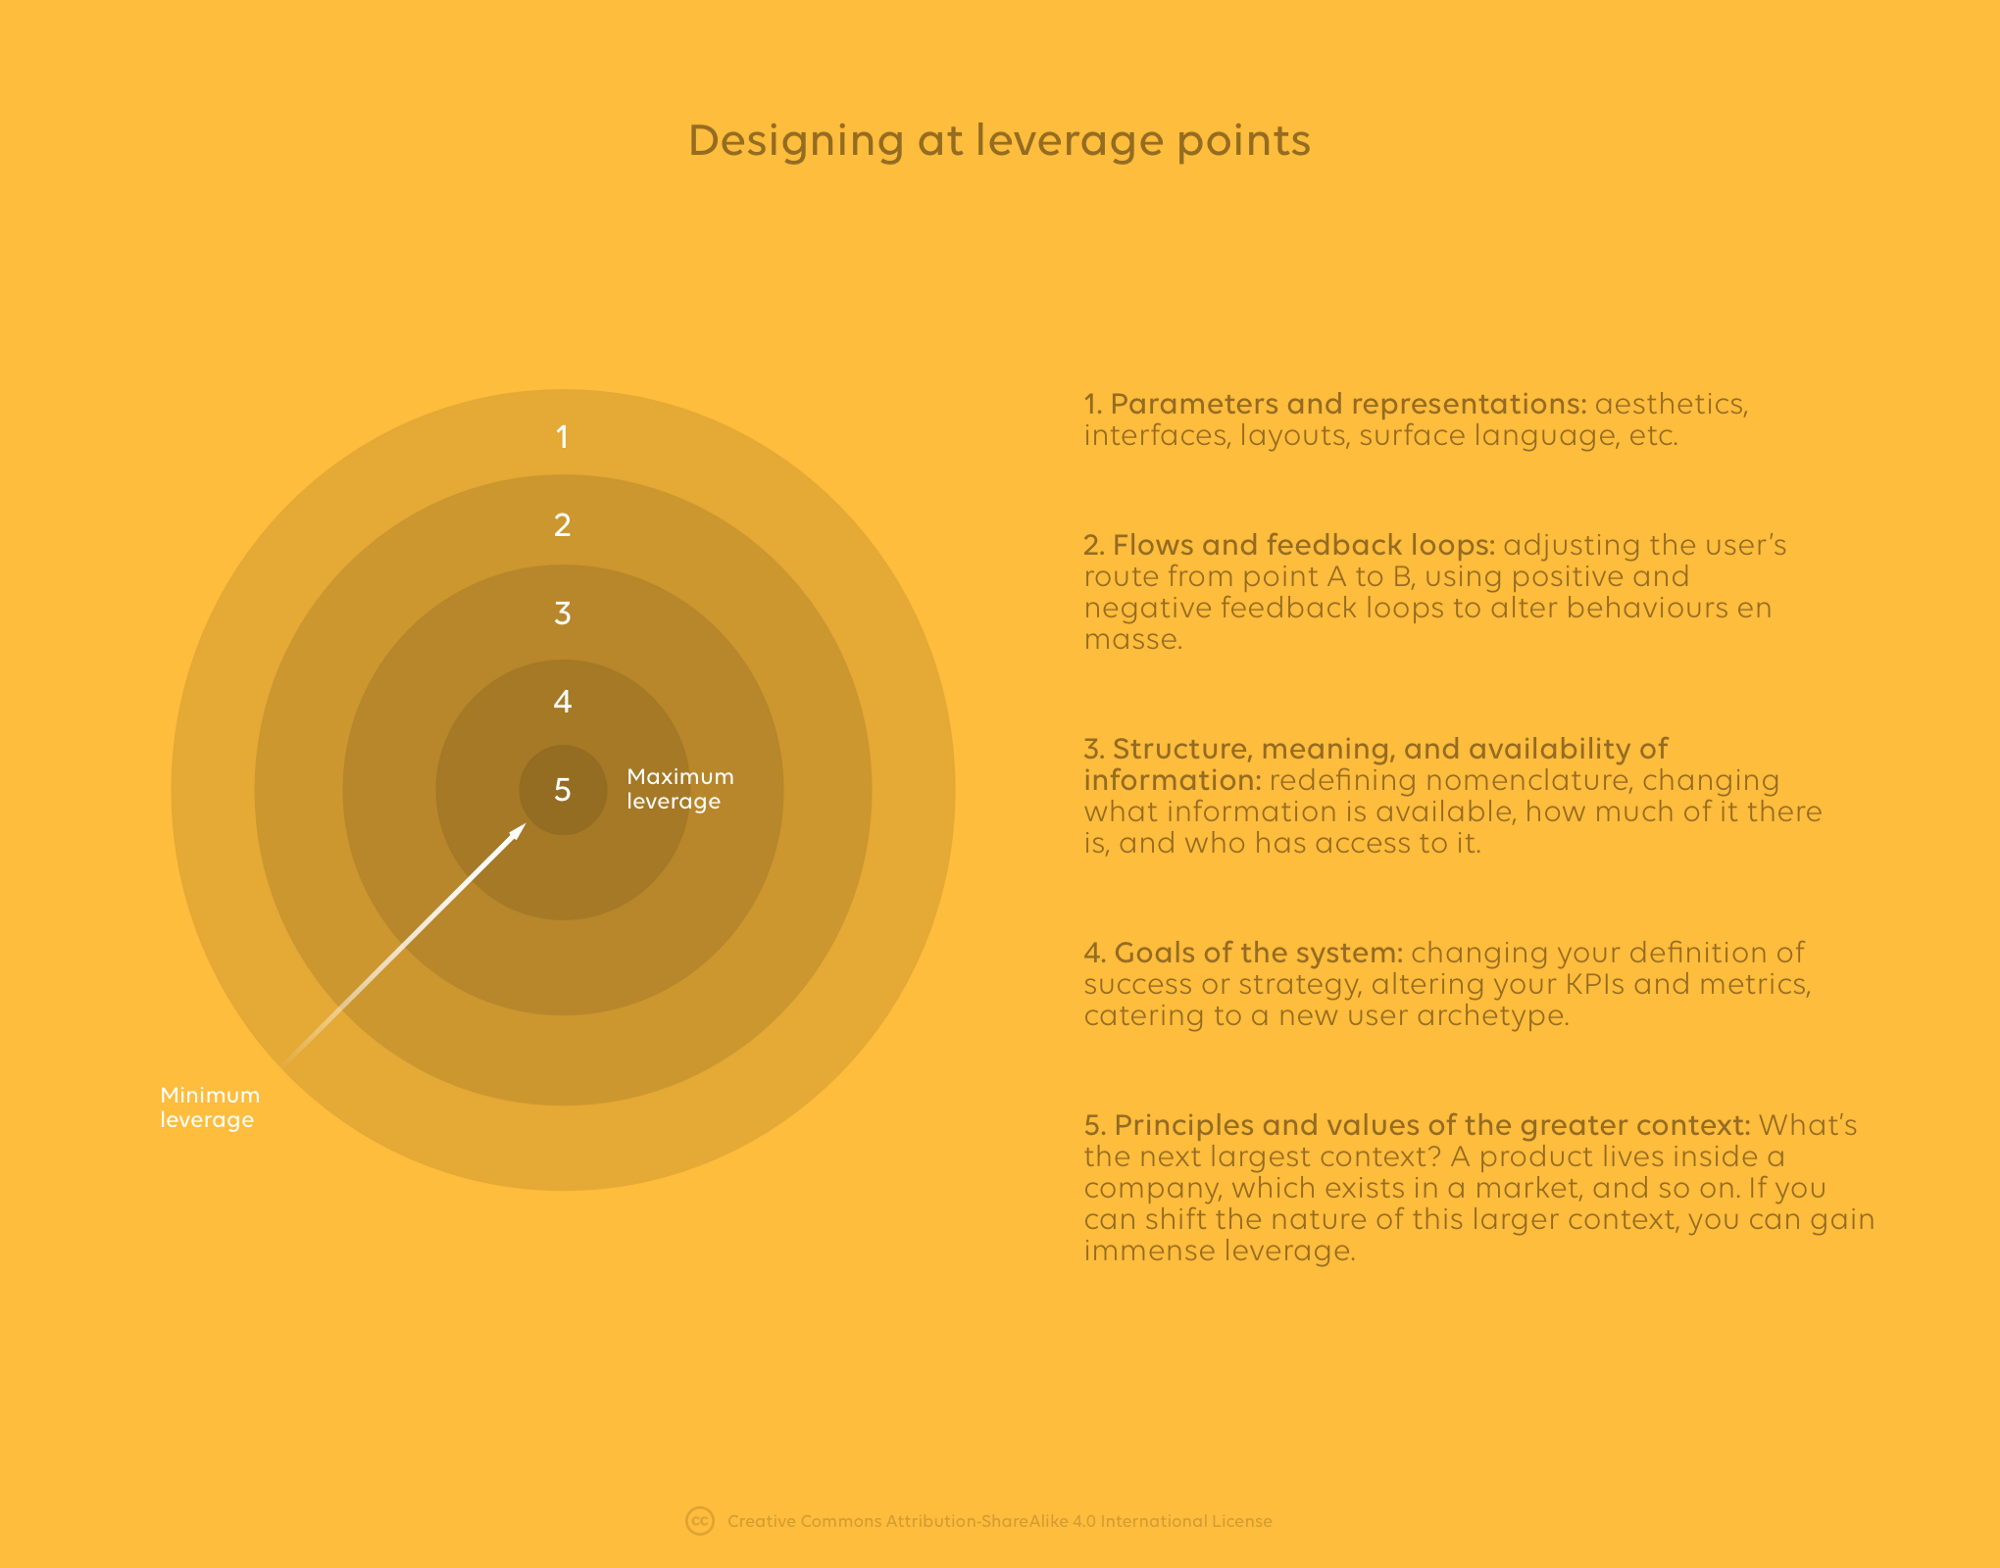 Designing at leverage points
1
2
3
4
5
Maximum
leverage
Minimum
leverage
1. Parameters and representations: aesthetics,
interfaces, layouts, surface language, etc.
2. Flows and feedback loops: adjusting the user’s
route from point A to B, using positive and
negative feedback loops to alter behaviours en
masse.
3. Structure, meaning, and availability of
information: redefining nomenclature, changing
what information is available, how much of it there
is, and who has access to it.
4. Goals of the system: changing your definition of
success or strategy, altering your KPIs and metrics,
catering to a new user archetype.
5. Principles and values of the greater context: What’s
the next largest context? A product lives inside a
company, which exists in a market, and so on. If you
can shift the nature of this larger context, you can gain
immense leverage.
cc Creative Commons Attribution-ShareAlike 4.0 International License